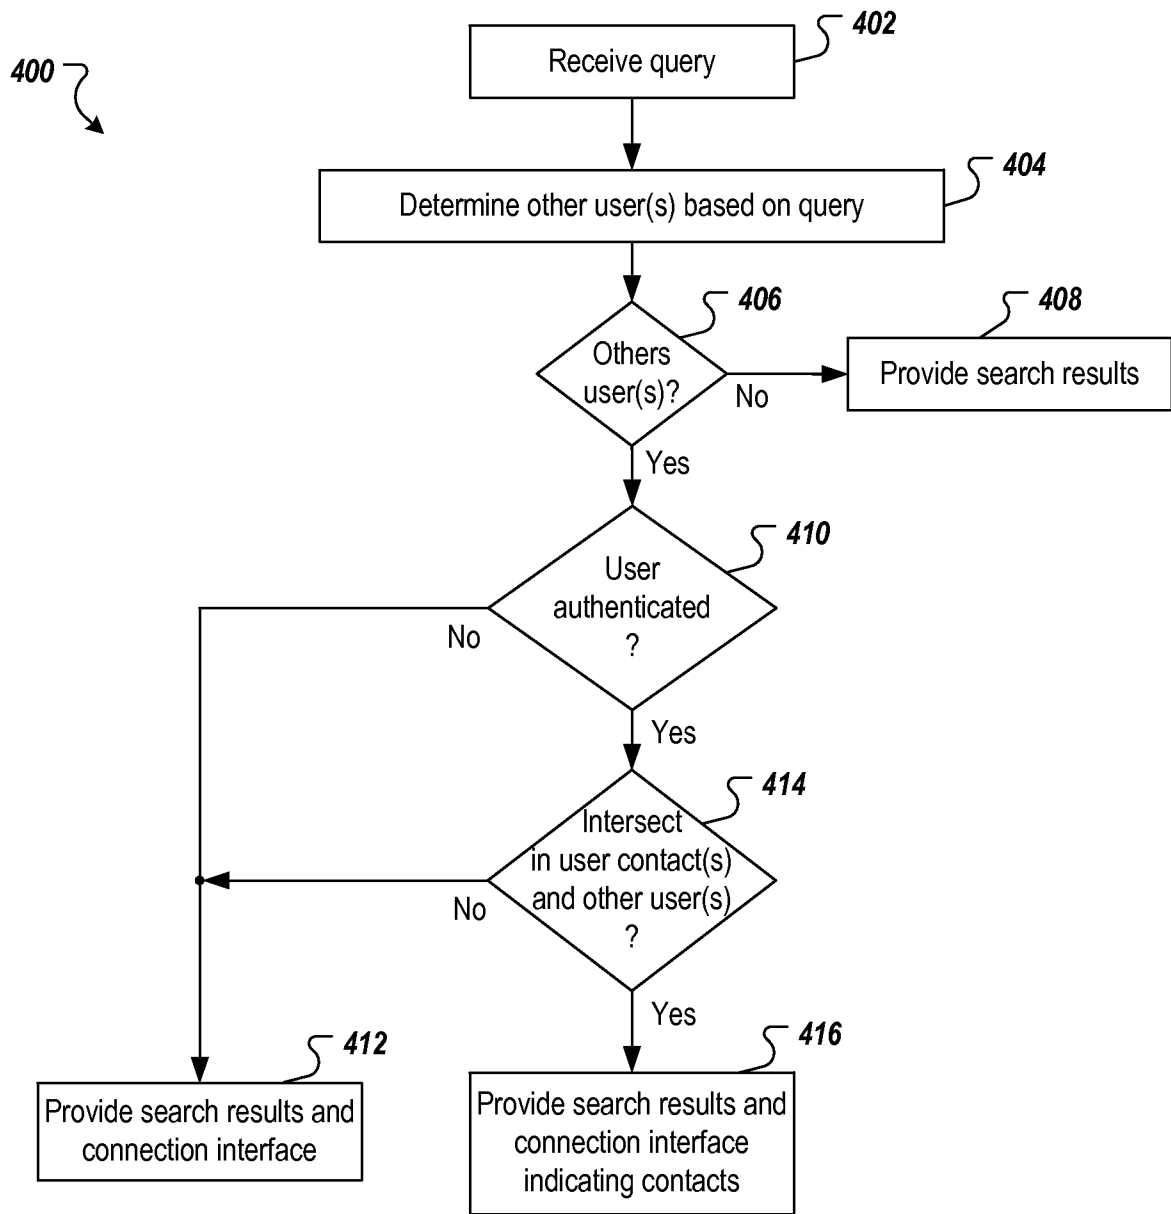 402
Receive query
400
404
Determine other user(s) based on query
406
408
Others
user(s)?
Provide search results
No
Yes
410
User
authenticated
?
No
Yes
414
Intersect
in user contact(s)
and other user(s)
?
No
Yes
412
416
Provide search results and
connection interface
Provide search results and
connection interface
indicating contacts